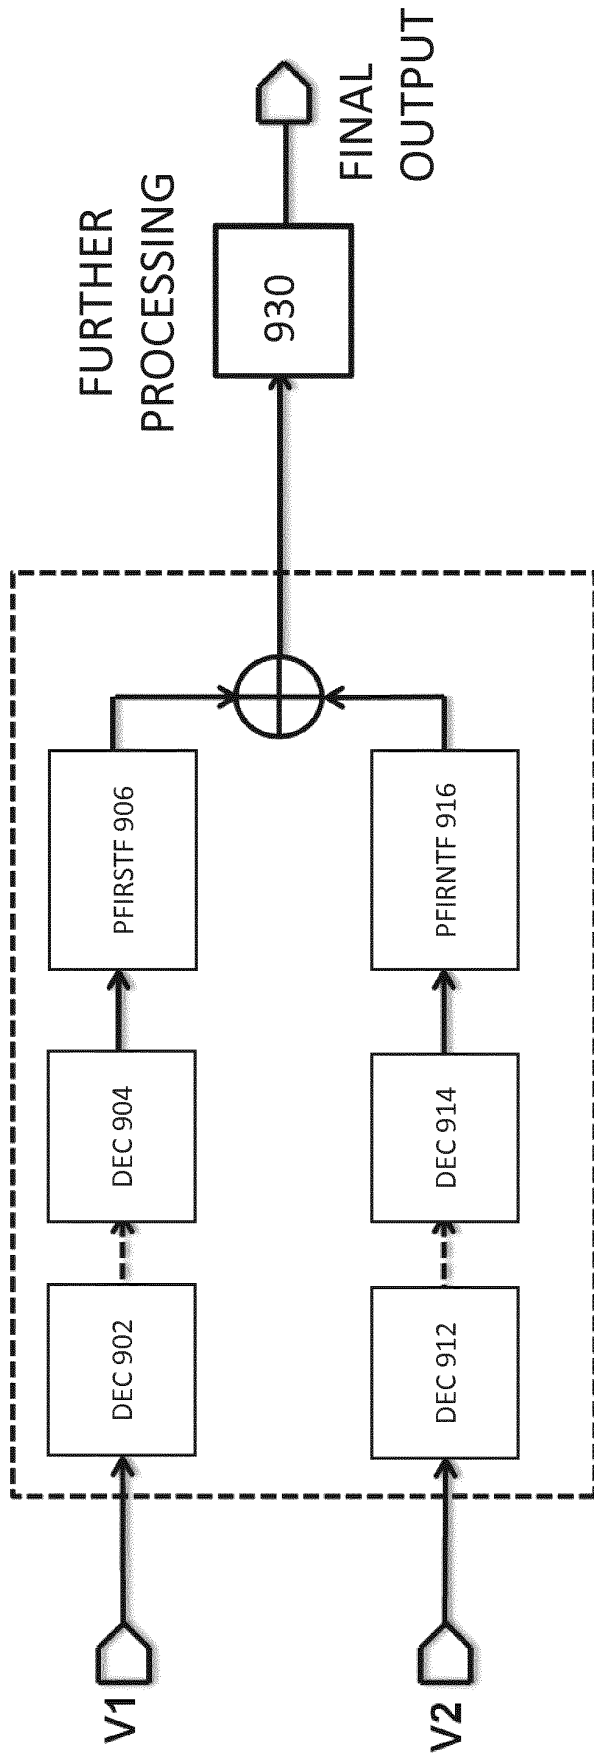 V1
DEC 902
DEC 904
PFIRSTF 906
V2
DEC 912
DEC 914
PFIRNTF 916
FURTHER
PROCESSING
930
FINAL
OUTPUT